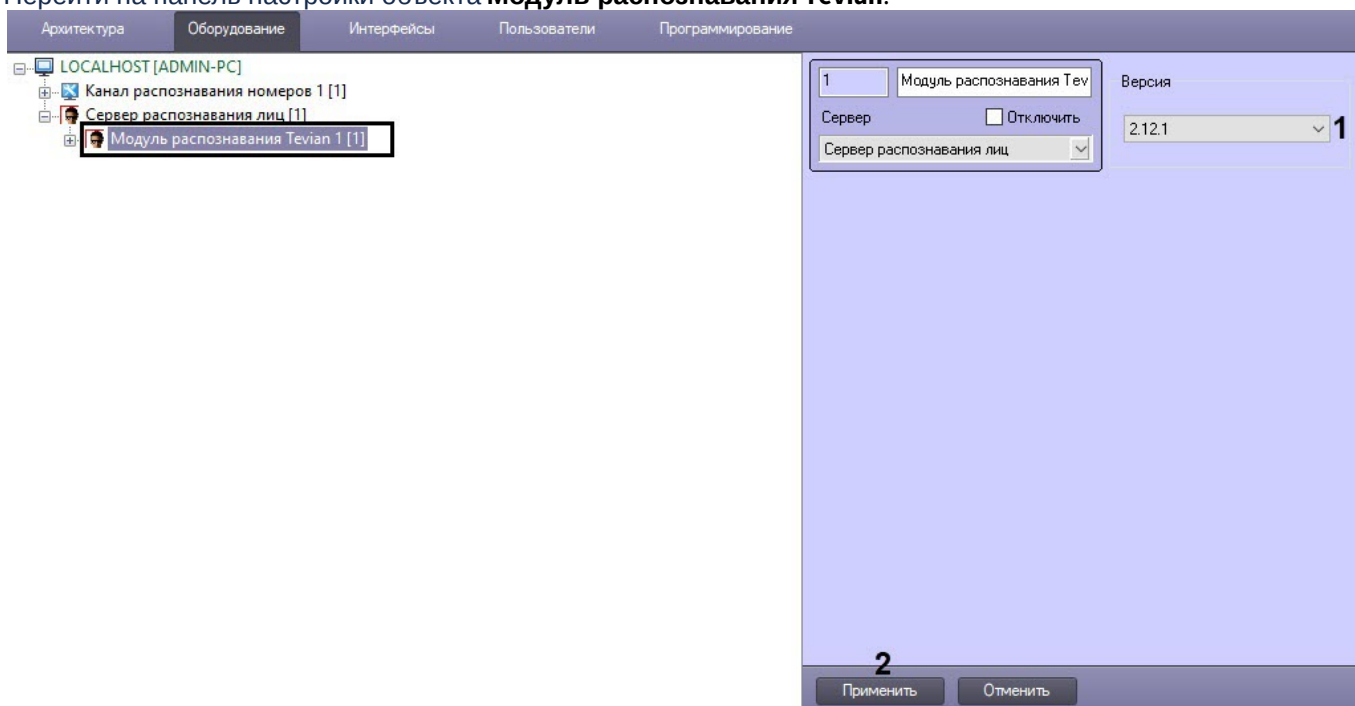 Перейти на панель настройки объекта Модуль распознавания Tevian.
Архитектура Оборудование Интерфейсы Пользователи Программирование
LOCALHOST [ADMIN-PC]
Канал распознавания номеров 1 [1]
Сервер распознавания лиц [1]
Модуль распознавания Tevian 1 [1]
1 Модуль распознавания Tev
Сервер Отключить
Сервер распознавания лиц
Версия
2.12.1 1
2
Применить Отменить